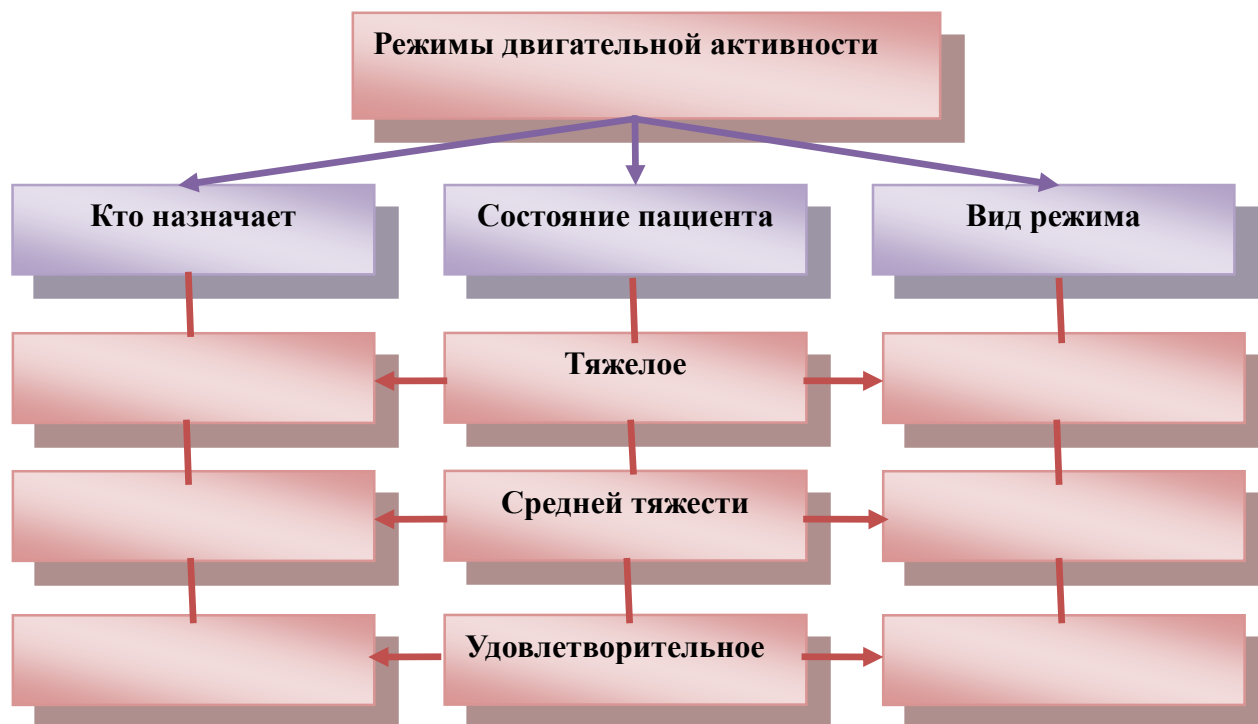 Режимы двигательной активности
Кто назначает
Состояние пациента
Вид режима
Тяжелое
Средней тяжести
Удовлетворительное